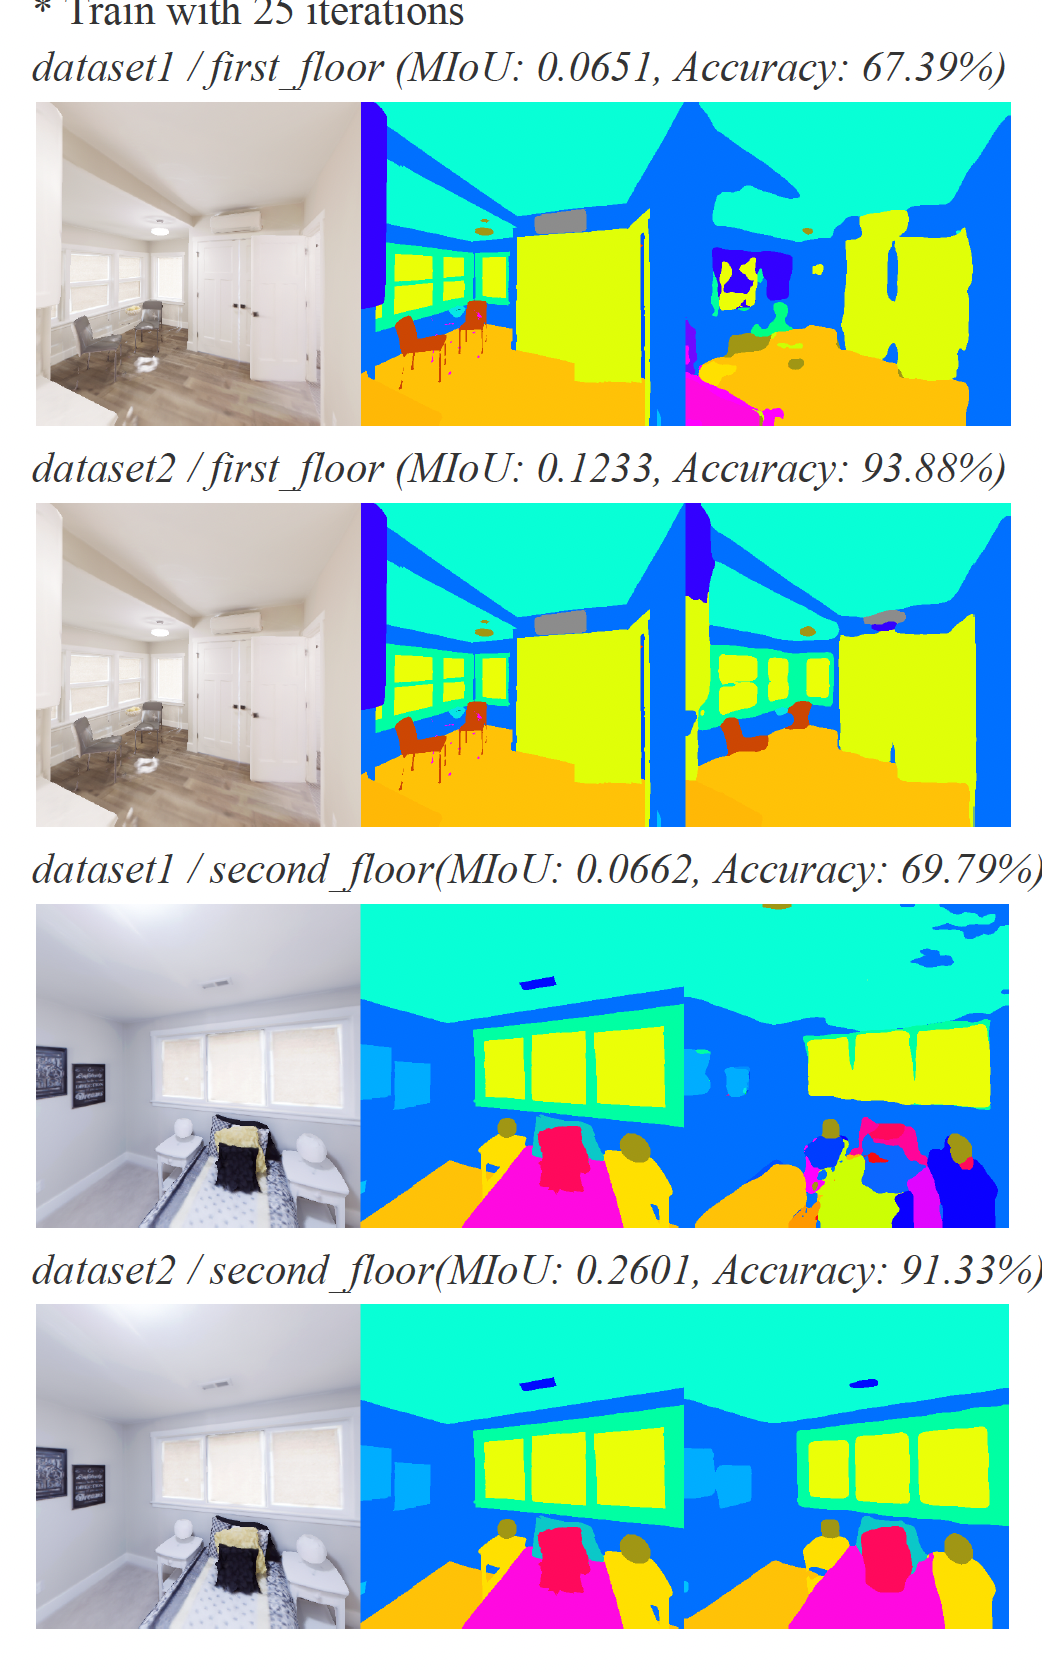 * Train with 25 iterations
dataset1 / first_floor (MIoU: 0.0651, Accuracy: 67.39%)
dataset2 / first_floor (MIoU: 0.1233, Accuracy: 93.88%)
dataset1 / second_floor(MIoU: 0.0662, Accuracy: 69.79%)
dataset2 / second_floor(MIoU: 0.2601, Accuracy: 91.33%)